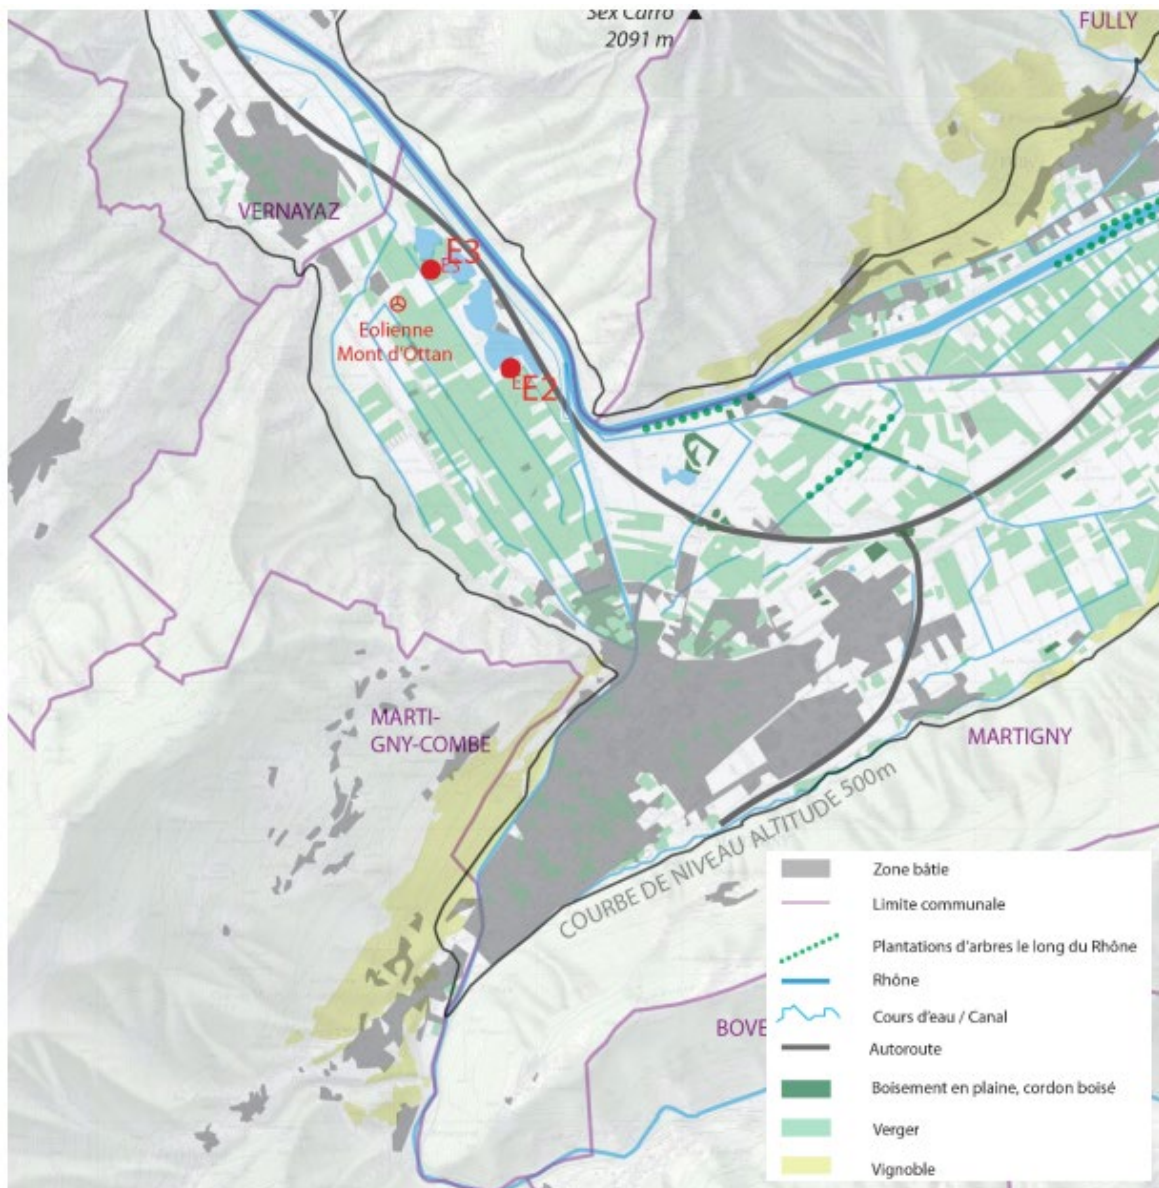 Sex Carro
2091 m
FULLY
VERNAYAZ
E3
E3
Eolienne
Mont d'Ottan
E2
E2
MARTI-
GNY-COMBE
MARTIGNY
COURBE DE NIVEAU ALTITUDE 500m
BOVE
Zone bâtie
Limite communale
Plantations d'arbres le long du Rhône
Rhône
Cours d'eau / Canal
Autoroute
Boisement en plaine, cordon boisé
Verger
Vignoble